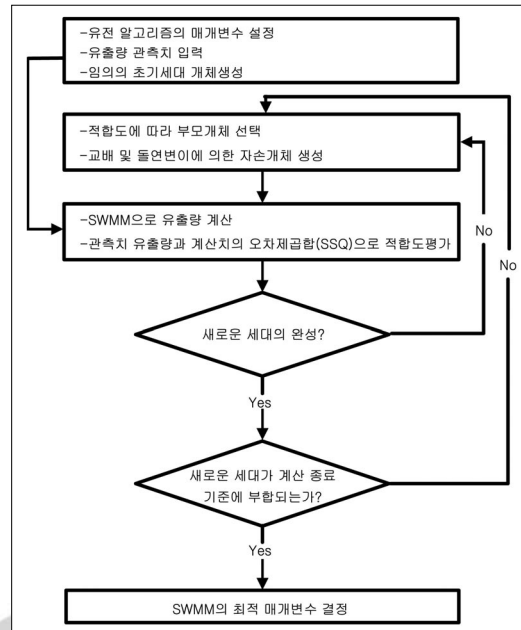 -유전 알고리즘의 매개변수 설정
-유출량 관측치 입력
-임의의 초기세대 개체생성
-적합도에 따라 부모개체 선택
-교배 및 돌연변이에 의한 자손개체 생성
-SWMM으로 유출량 계산
-관측치 유출량과 계산치의 오차제곱합(SSQ)으로 적합도평가
No
No
새로운 세대의 완성?
Yes
새로운 세대가 계산 종료
기준에 부합되는가?
Yes
SWMM의 최적 매개변수 결정